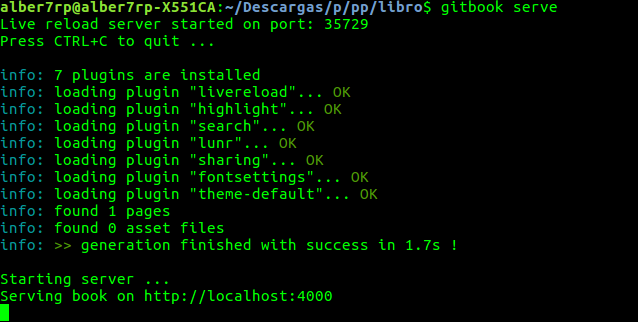 alber7rp@alber7rp-X551CA:~/Descargas/p/pp/libro$ gitbook serve
Live reload server started on port: 35729
Press CTRL+C to quit ...
info: 7 plugins are installed
info: loading plugin "livereload"... OK
info: loading plugin "highlight"... OK
info: loading plugin "search"... OK
info: loading plugin "lunr"... OK
info: loading plugin "sharing"... OK
info: loading plugin "fontsettings"... OK
info: loading plugin "theme-default"... OK
info: found 1 pages
info: found 0 asset files
info: >> generation finished with success in 1.7s !
Starting server ...
Serving book on http://localhost:4000